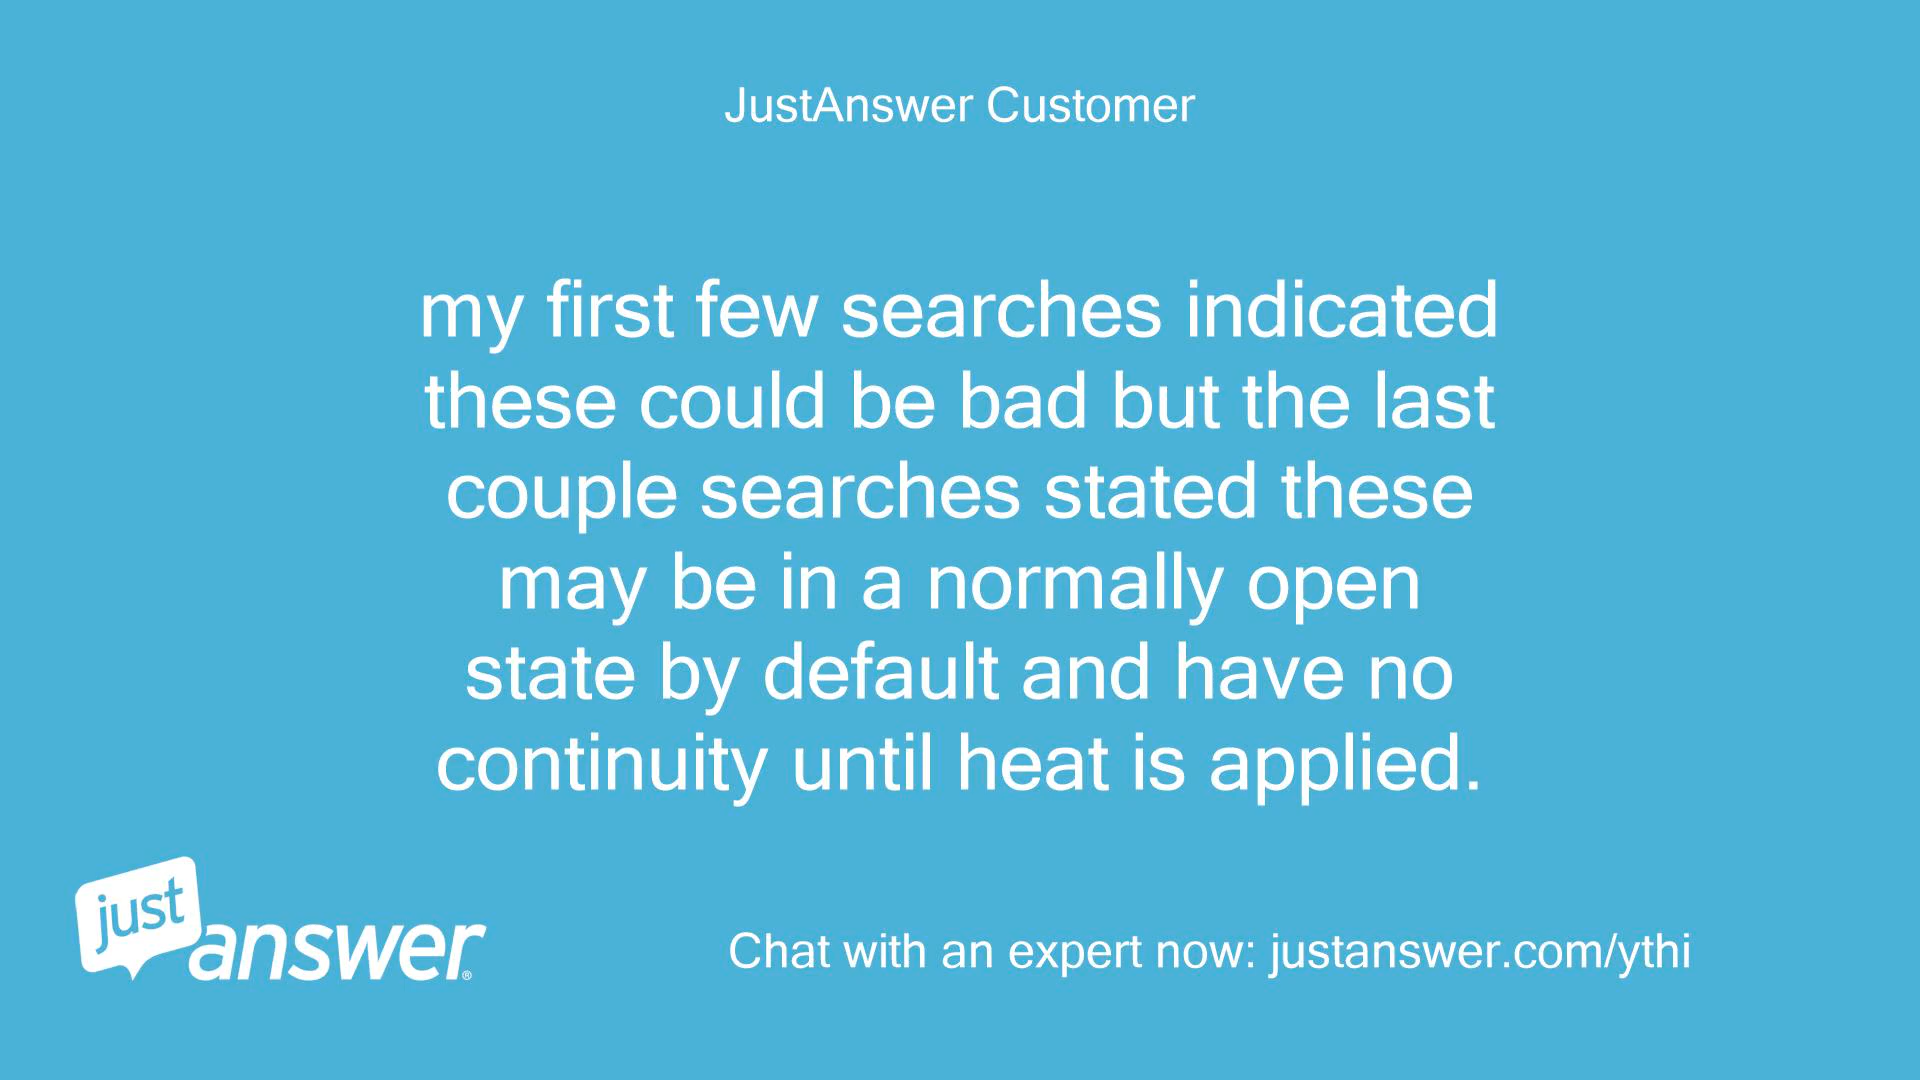 JustAnswer Customer
my first few searches indicated
these could be bad but the last
couple searches stated these
may be in a normally open
state by default and have no
continuity until heat is applied.
just
answer®
Chat with an expert now: justanswer.com/ythi